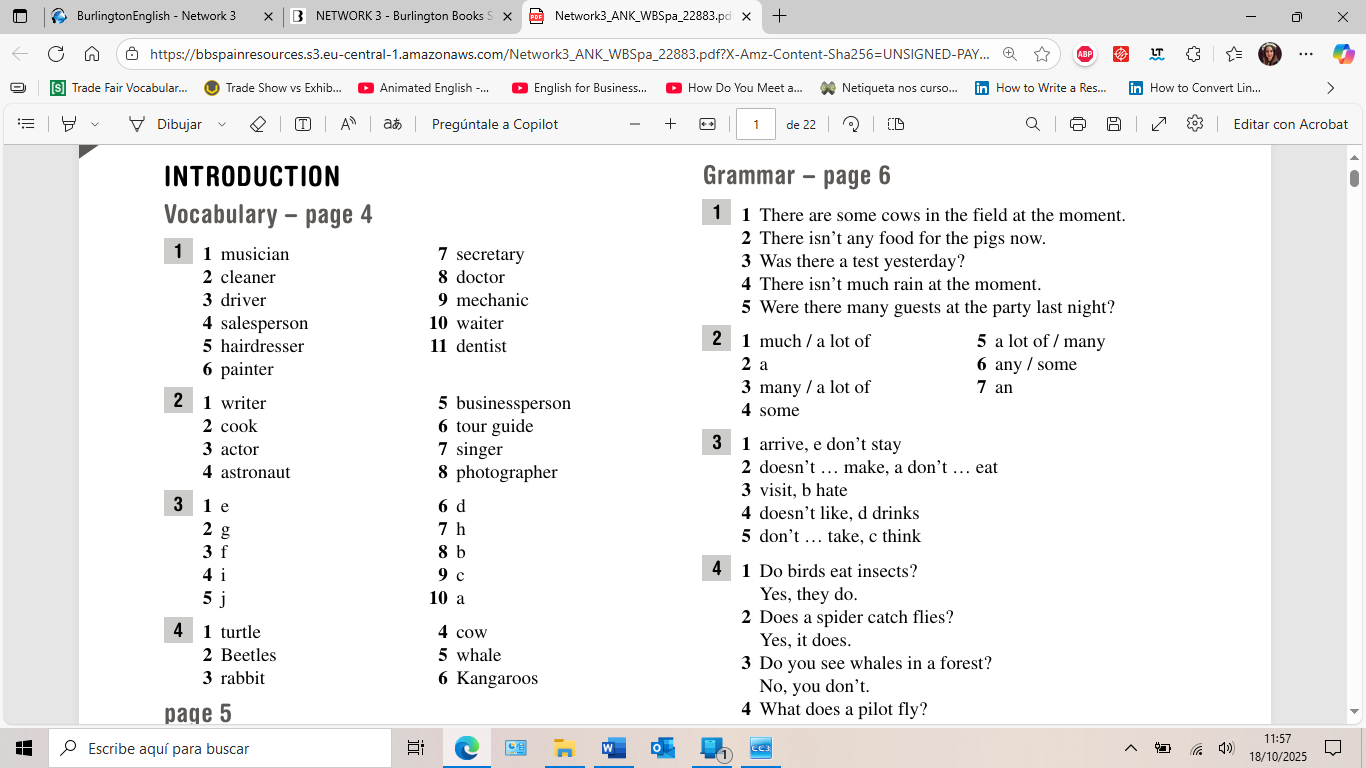 BurlingtonEnglish - Network 3
NETWORK 3 - Burlington Books S
Network3_ANK_WBSpa_22883.pd
https://bbspainresources.s3.eu-central-1.amazonaws.com/Network3_ANK_WBSpa_22883.pdf?X-Amz-Content-Sha256=UNSIGNED-PAY...
Trade Fair Vocabular...
Trade Show vs Exhib...
Animated English -...
English for Business...
How Do You Meet a...
Netiqueta nos curso...
How to Write a Res...
How to Convert Lin...
Dibujar
Pregúntale a Copilot
1
de 22
Editar con Acrobat
INTRODUCTION
Vocabulary – page 4
1
1 musician
2 cleaner
3 driver
4 salesperson
5 hairdresser
6 painter
7 secretary
8 doctor
9 mechanic
10 waiter
11 dentist
2
1 writer
2 cook
3 actor
4 astronaut
5 businessperson
6 tour guide
7 singer
8 photographer
3
1 e
2 g
3 f
4 i
5 j
6 d
7 h
8 b
9 c
10 a
4
1 turtle
2 Beetles
3 rabbit
4 cow
5 whale
6 Kangaroos
page 5
Grammar – page 6
1
1 There are some cows in the field at the moment.
2 There isn’t any food for the pigs now.
3 Was there a test yesterday?
4 There isn’t much rain at the moment.
5 Were there many guests at the party last night?
2
1 much / a lot of
2 a
3 many / a lot of
4 some
5 a lot of / many
6 any / some
7 an
3
1 arrive, e don’t stay
2 doesn’t … make, a don’t … eat
3 visit, b hate
4 doesn’t like, d drinks
5 don’t … take, c think
4
1 Do birds eat insects?
Yes, they do.
2 Does a spider catch flies?
Yes, it does.
3 Do you see whales in a forest?
No, you don’t.
4 What does a pilot fly?
Escribe aquí para buscar
11:57
18/10/2025